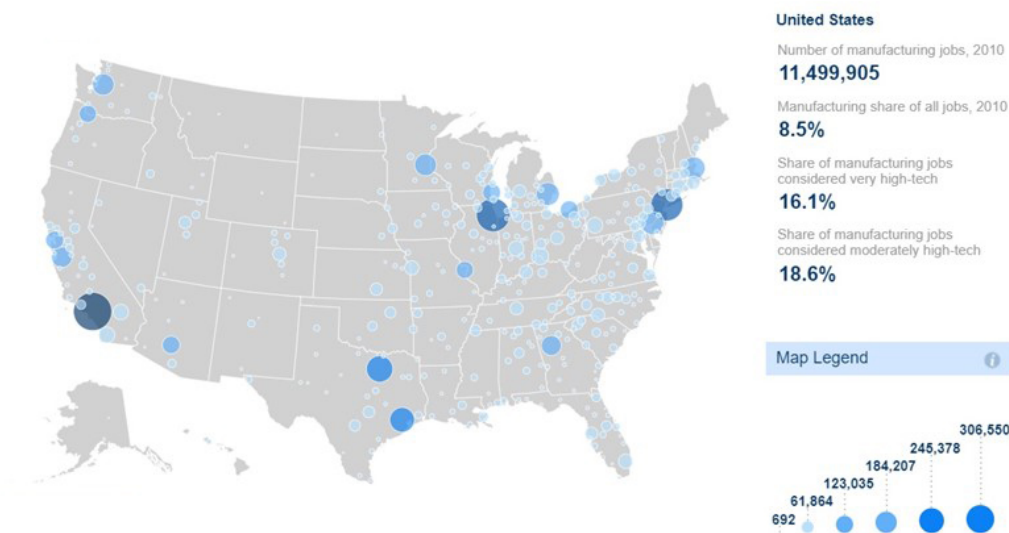 United States
Number of manufacturing jobs, 2010
11,499,905
Manufacturing share of all jobs, 2010
8.5%
Share of manufacturing jobs
considered very high-tech
16.1%
Share of manufacturing jobs
considered moderately high-tech
18.6%
Map Legend
i
306,550
245,378
184,207
123,035
61,864
692